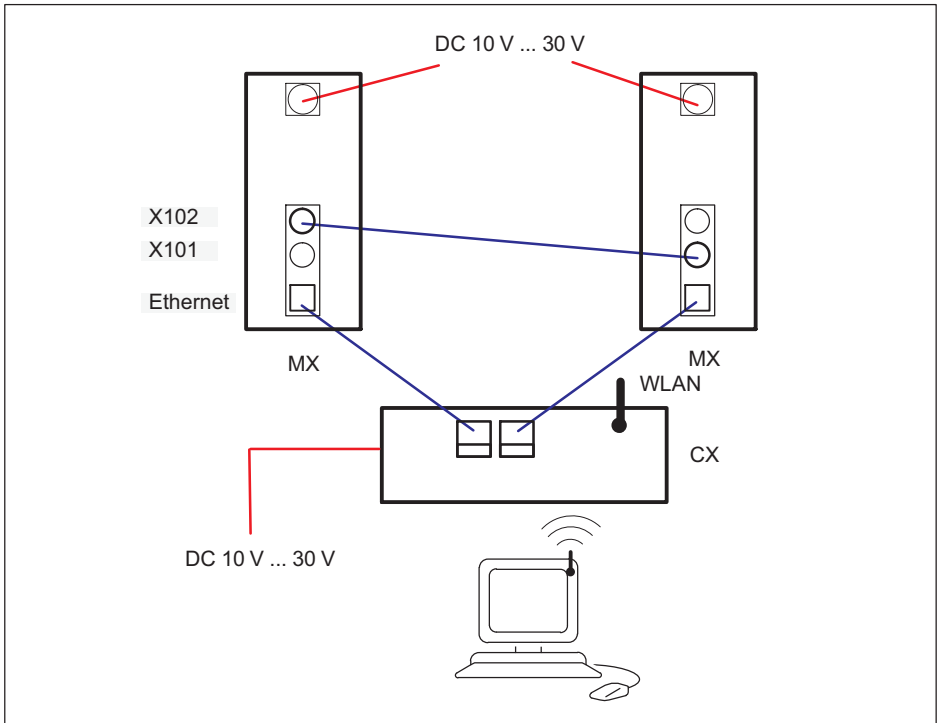 DC 10 V ... 30 V
X102
X101
Ethernet
MX
MX
WLAN
CX
DC 10 V ... 30 V